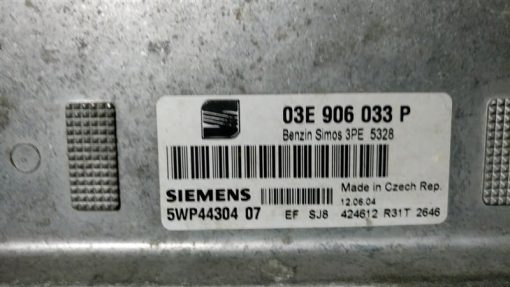 03E 906 033 P
Benzin Simos 3PE 5328
SIEMENS
Made in Czech Rep.
12.06.04
5WP44304 07 EF SJ8 424612 R31T 2646